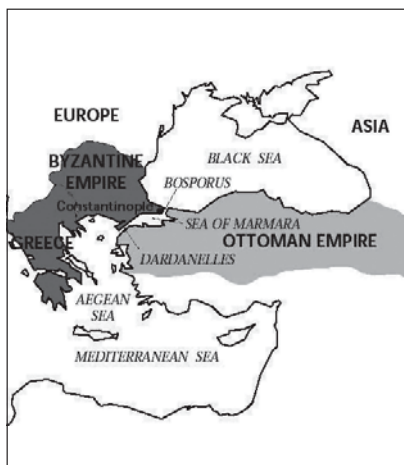 EUROPE
ASIA
BLACK SEA
BYZANTINE
EMPIRE
BOSPORUS
Constantinople
SEA OF MARMARA
GREECE
OTTOMAN EMPIRE
DARDANELLES
AEGEAN
SEA
MEDITERRANEAN SEA